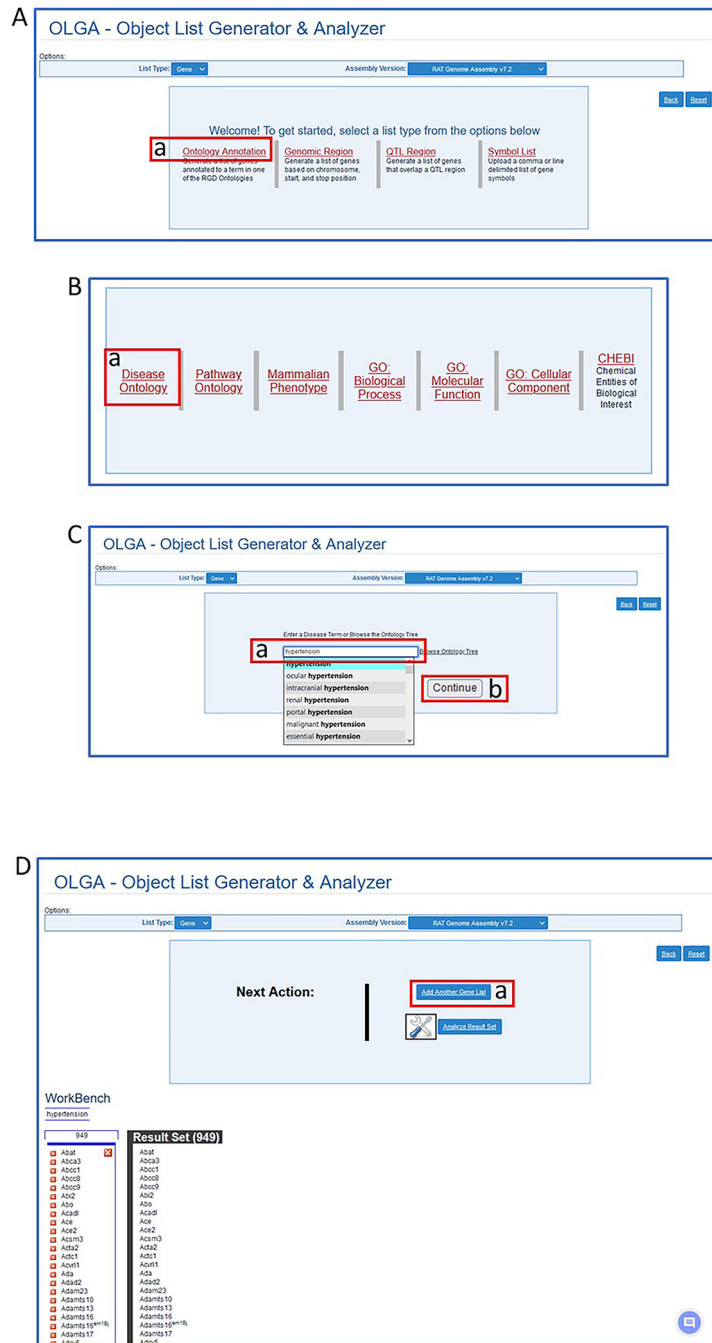 A
OLGA - Object List Generator & Analyzer
Options:
List Type: Gene
Assembly Version: RAT Genome Assembly v7.2
Back Reset
Welcome! To get started, select a list type from the options below
a
Ontology Annotation
Generate a list of genes
annotated to a term in one
of the RGD Ontologies
Genomic Region
Generate a list of genes
based on chromosome,
start, and stop position
QTL Region
Generate a list of genes
that overlap a QTL region
Symbol List
Upload a comma or line
delimited list of gene
symbols
B
a
Disease
Ontology
Pathway
Ontology
Mammalian
Phenotype
GO:
Biological
Process
GO:
Molecular
Function
GO: Cellular
Component
CHEBI
Chemical
Entities of
Biological
Interest
C
OLGA - Object List Generator & Analyzer
Options:
List Type: Gene
Assembly Version: RAT Genome Assembly v7.2
Back Reset
Enter a Disease Term or Browse the Ontology Tree
a
hypertension
Browse Ontology Tree
hypertension
ocular hypertension
intracranial hypertension
renal hypertension
portal hypertension
malignant hypertension
essential hypertension
Continue b
D
OLGA - Object List Generator & Analyzer
Options:
List Type: Gene
Assembly Version: RAT Genome Assembly v7.2
Back Reset
Next Action:
Add Another Gene List a
Analyze Result Set
WorkBench
hypertension
949
Abat
Abca3
Abcc1
Abcc8
Abcc9
Abi2
Abo
Acadl
Ace
Ace2
Acsm3
Acta2
Actc1
Acvrl1
Ada
Adad2
Adam23
Adamts10
Adamts13
Adamts16
Adamts16em1Bj
Adamts17
Result Set (949)
Abat
Abca3
Abcc1
Abcc8
Abcc9
Abi2
Abo
Acadl
Ace
Ace2
Acsm3
Acta2
Actc1
Acvrl1
Ada
Adad2
Adam23
Adamts10
Adamts13
Adamts16
Adamts16em1Bj
Adamts17